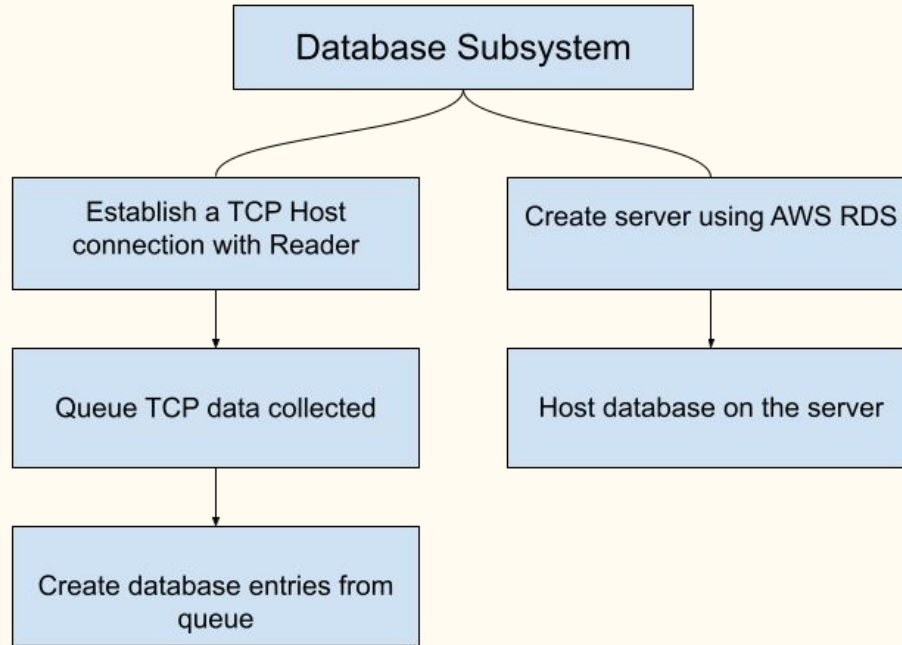 Database Subsystem
Establish a TCP Host
connection with Reader
Create server using AWS RDS
Queue TCP data collected
Host database on the server
Create database entries from
queue